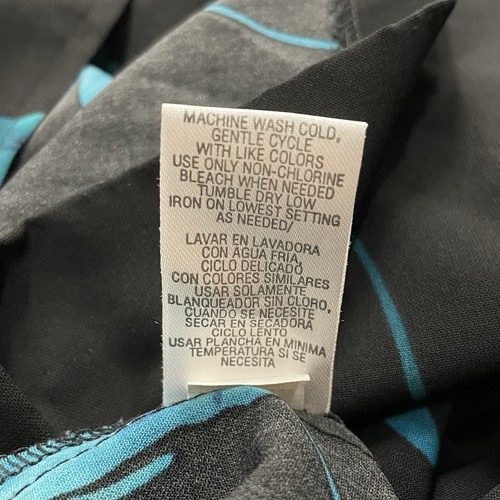 MACHINE WASH COLD,
GENTLE CYCLE
WITH LIKE COLORS
USE ONLY NON-CHLORINE
BLEACH WHEN NEEDED
TUMBLE DRY LOW
IRON ON LOWEST SETTING
AS NEEDED/
LAVAR EN LAVADORA
CON AGUA FRIA
CICLO DELICADO
CON COLORES SIMILARES
USAR SOLAMENTE
BLANQUEADOR SIN CLORO,
CUANDO SE NECESITE
SECAR EN SECADORA
CICLO LENTO
USAR PLANCHA EN MINIMA
TEMPERATURA SI SE
NECESITA